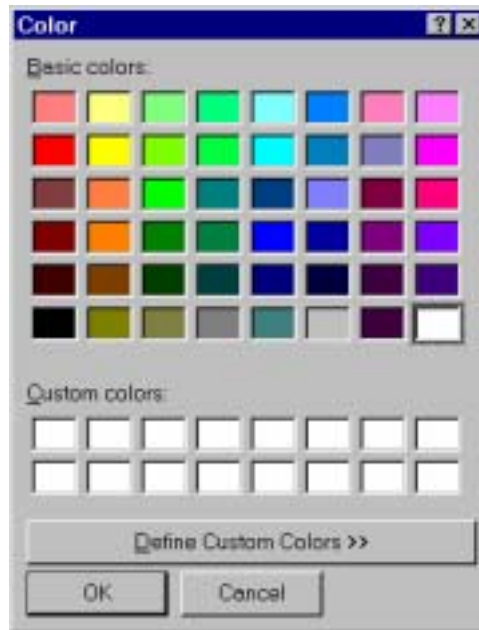 Color ? ×
Basic colors:
Custom colors:
Define Custom Colors >>
OK Cancel